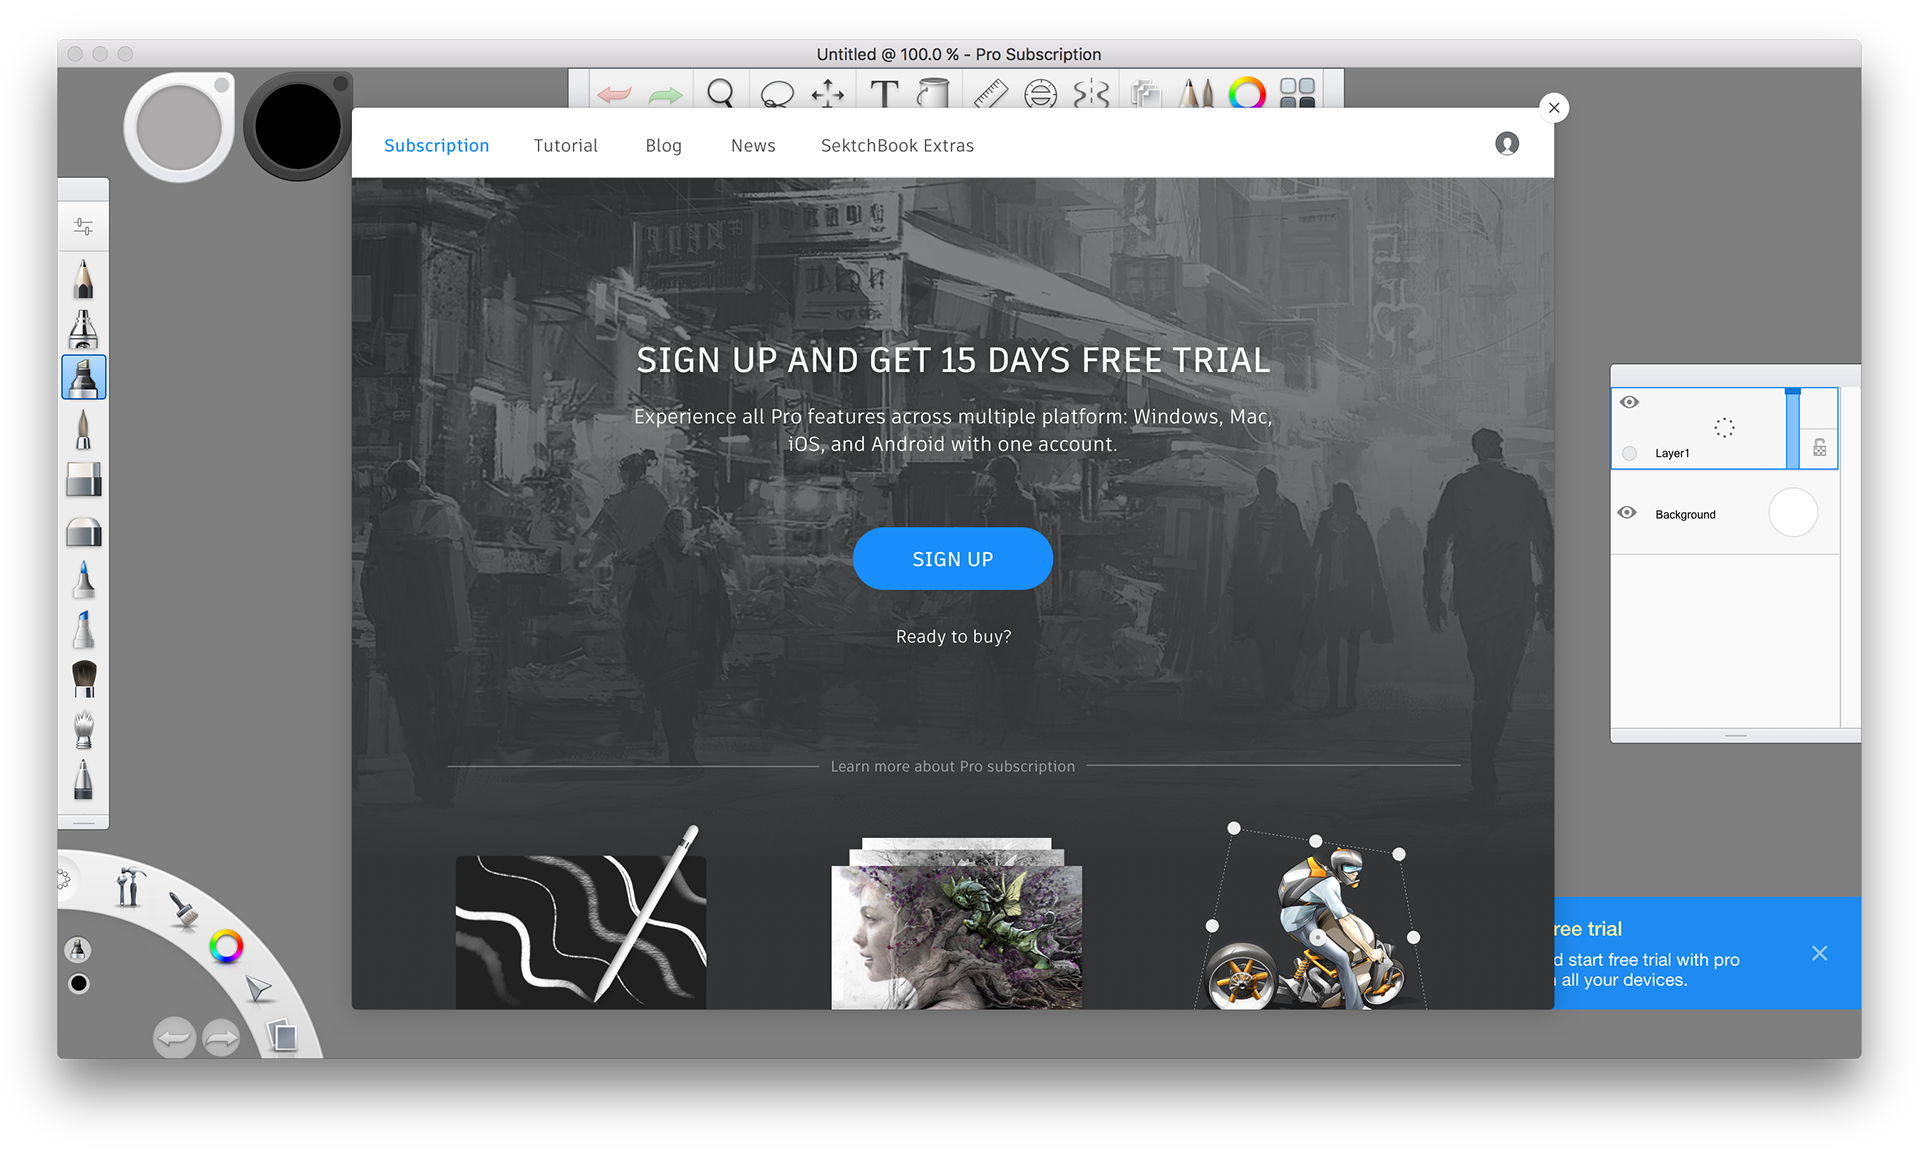 Untitled @ 100.0 % - Pro Subscription
Subscription Tutorial Blog News SektchBook Extras
SIGN UP AND GET 15 DAYS FREE TRIAL
Experience all Pro features across multiple platform: Windows, Mac,
iOS, and Android with one account.
SIGN UP
Ready to buy?
Learn more about Pro subscription
Layer1
Background
ree trial
d start free trial with pro
all your devices.